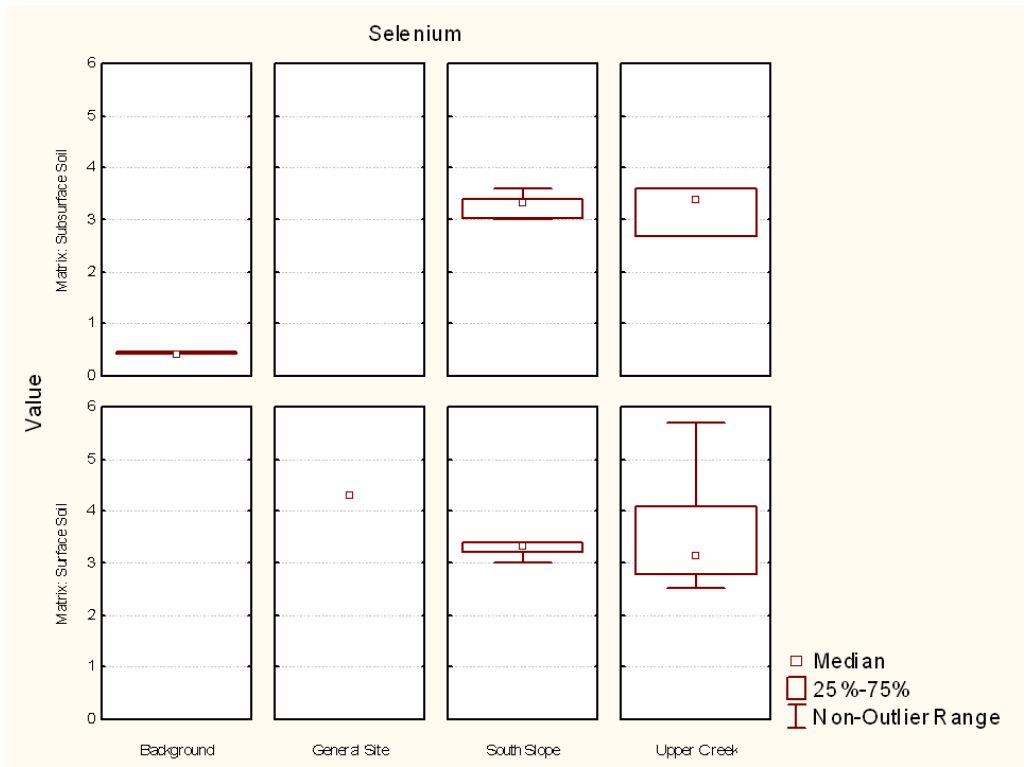 Selenium
Value
Matrix: Subsurface Soil
6
5
4
3
2
1
0
Matrix: Surface Soil
6
5
4
3
2
1
0
Background
General Site
South Slope
Upper Creek
Median
25%-75%
Non-Outlier Range